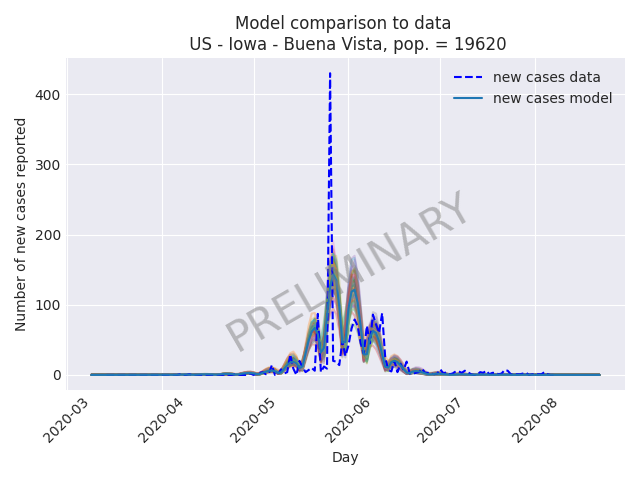 Model comparison to data
US - Iowa - Buena Vista, pop. = 19620
new cases data
new cases model
Number of new cases reported
400
300
200
100
0
PRELIMINARY
2020-03
2020-04
2020-05
2020-06
2020-07
2020-08
Day